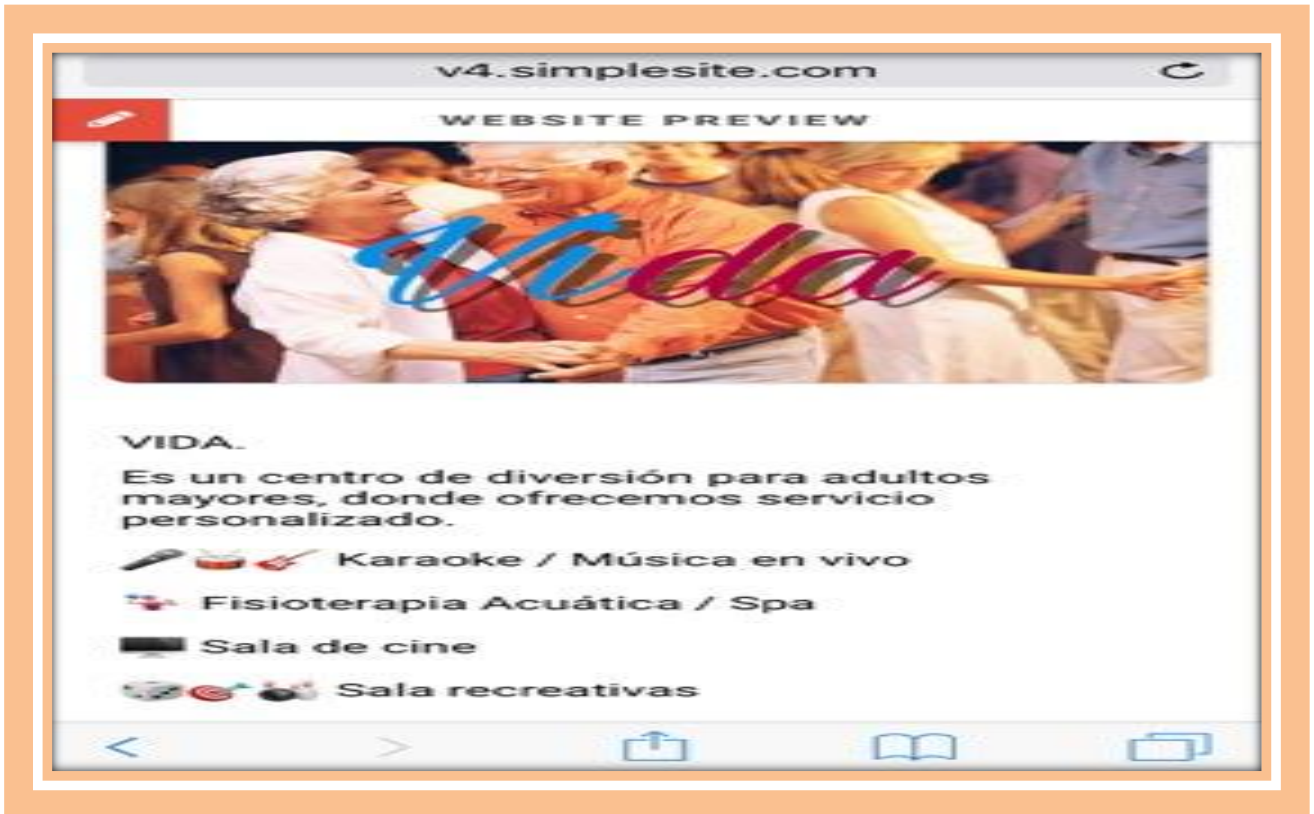 v4.simplesite.com
WEBSITE PREVIEW
Vida
VIDA.
Es un centro de diversión para adultos
mayores, donde ofrecemos servicio
personalizado.
Karaoke / Música en vivo
Fisioterapia Acuática / Spa
Sala de cine
Sala recreativas